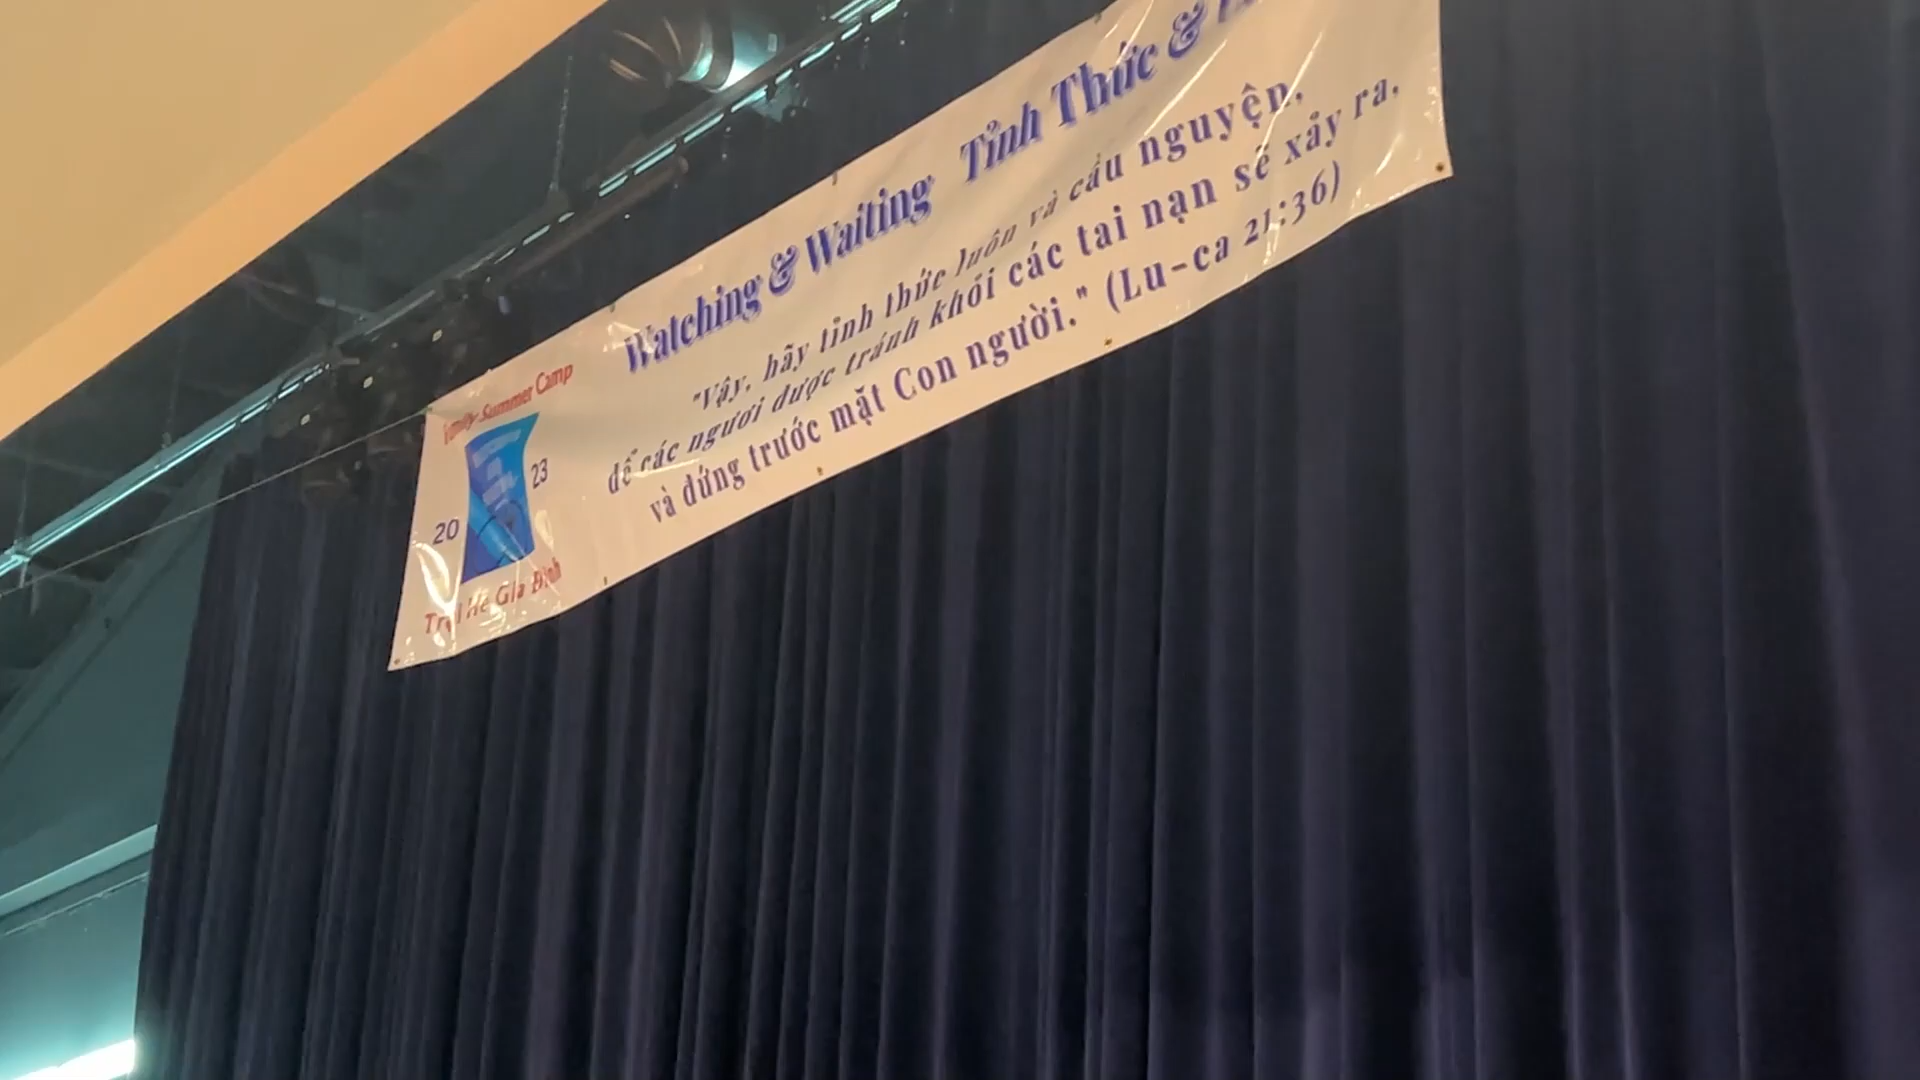 Watching & Waiting Tỉnh Thức &
"Vậy, hãy tỉnh thức luôn và cầu nguyện,
để các ngươi được tránh khỏi các tai nạn sẽ xảy ra,
và đứng trước mặt Con người." (Lu-ca 21:36)
Family Summer Camp
20 23
Trại Hè Gia Đình